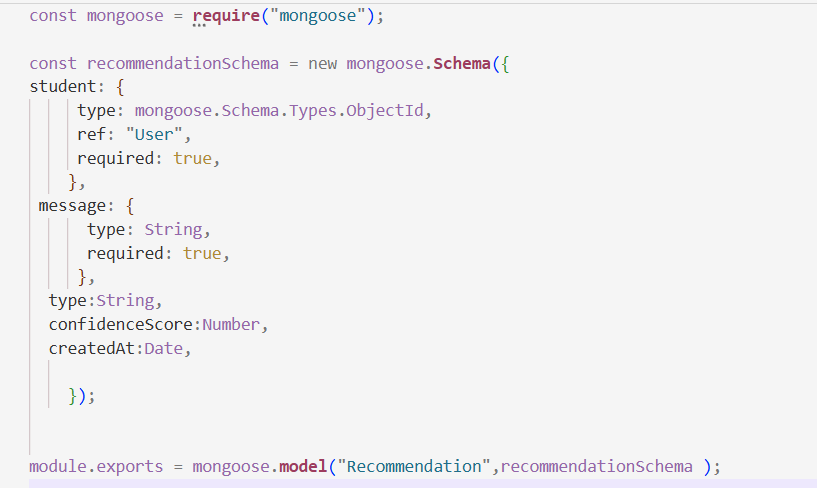 const mongoose = require("mongoose");
const recommendationSchema = new mongoose.Schema({
student: {
type: mongoose.Schema.Types.ObjectId,
ref: "User",
required: true,
},
message: {
type: String,
required: true,
},
type:String,
confidenceScore:Number,
createdAt:Date,
});
module.exports = mongoose.model("Recommendation",recommendationSchema );